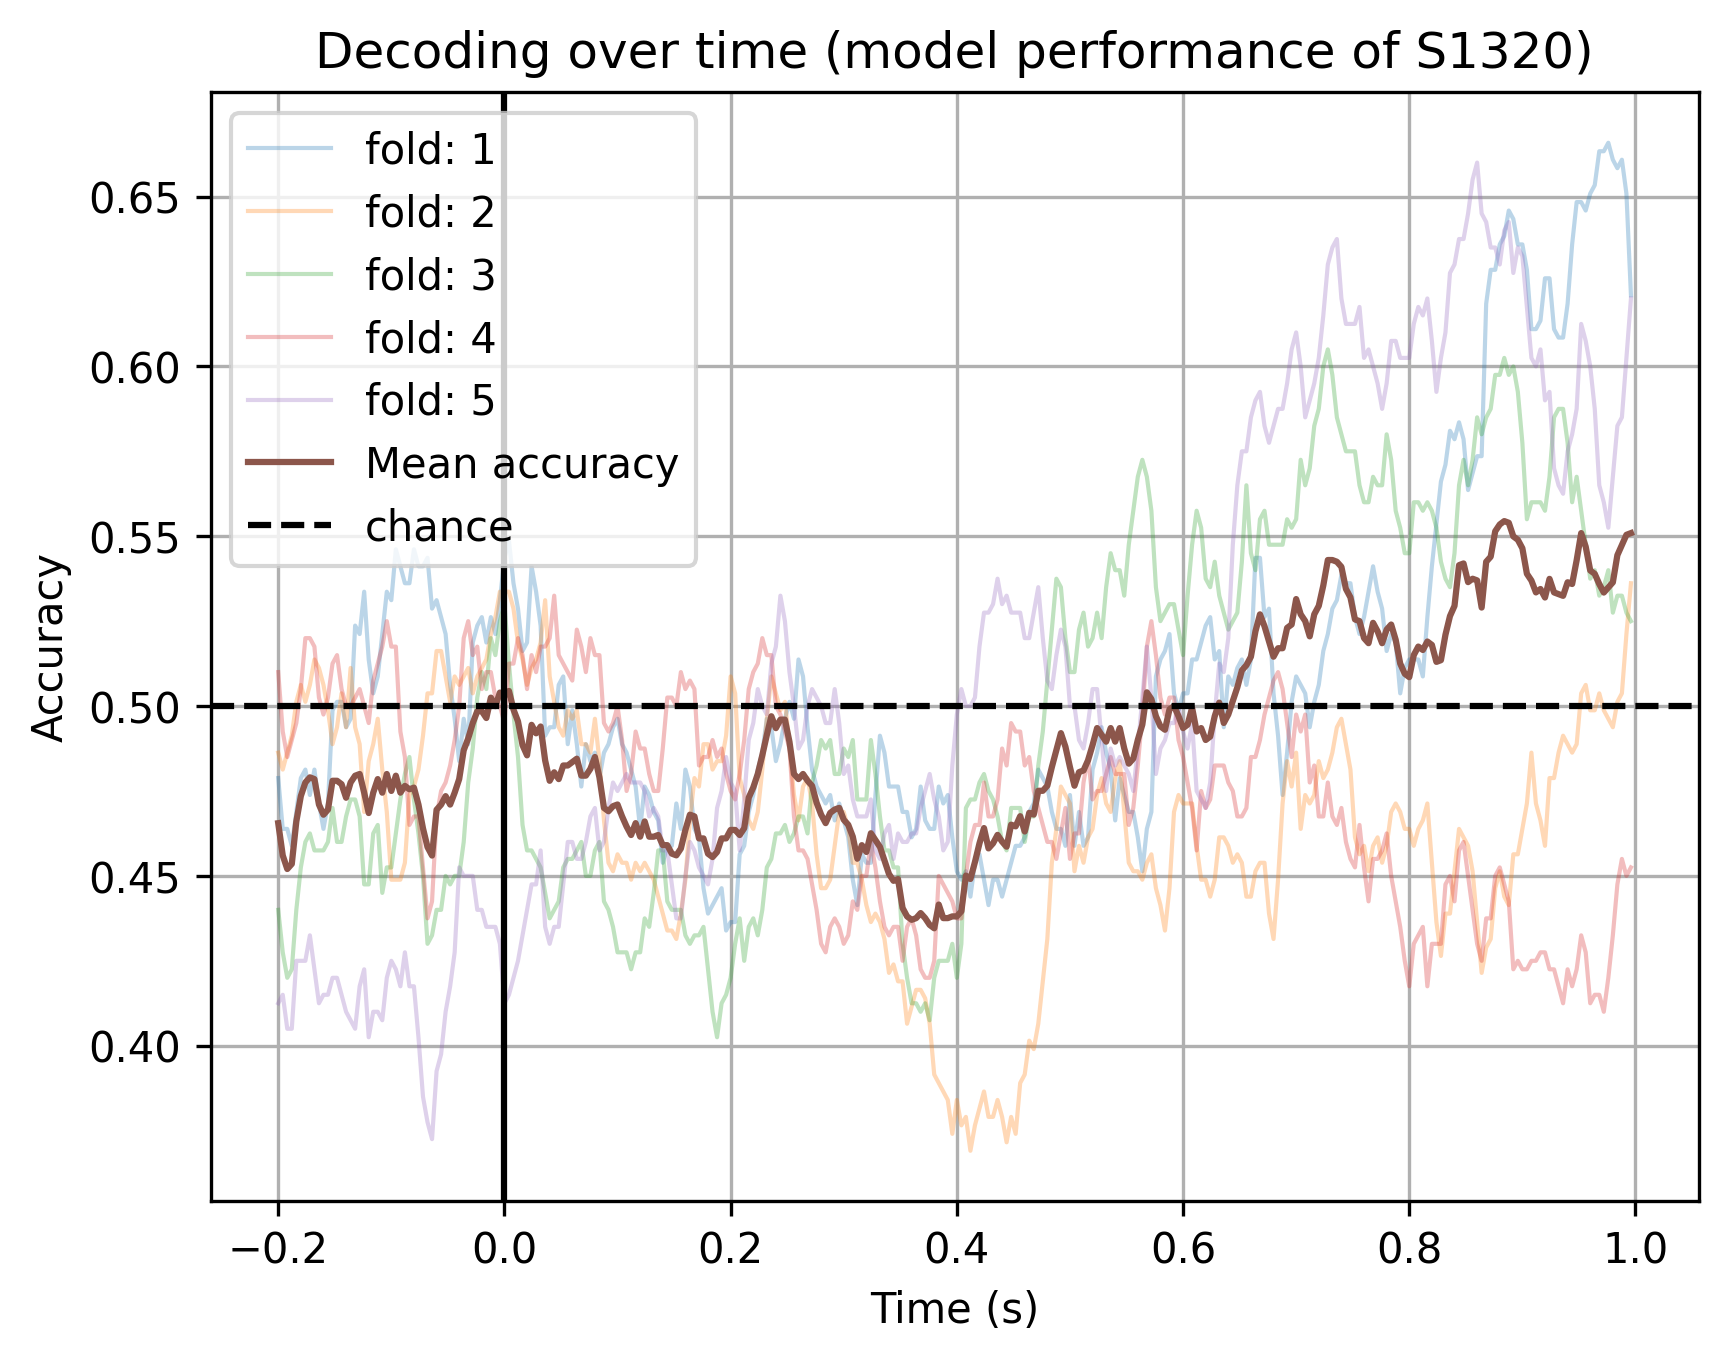 Decoding over time (model performance of S1320)
fold: 1
fold: 2
fold: 3
fold: 4
fold: 5
Mean accuracy
chance
Accuracy
0.65
0.60
0.55
0.50
0.45
0.40
−0.2 0.0 0.2 0.4 0.6 0.8 1.0
Time (s)